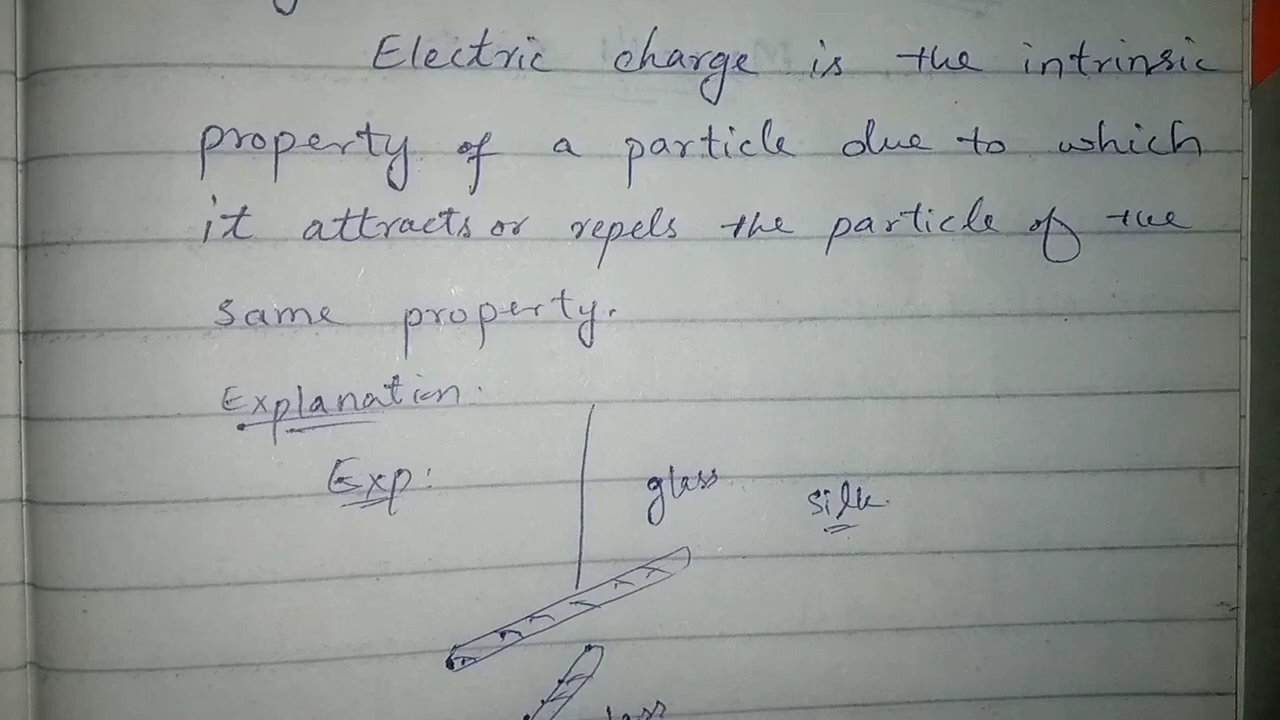 Electric charge is the intrinsic
property of a particle due to which
it attracts or repels the particle of the
same property.
Explanation.
Exp:
glass silk.